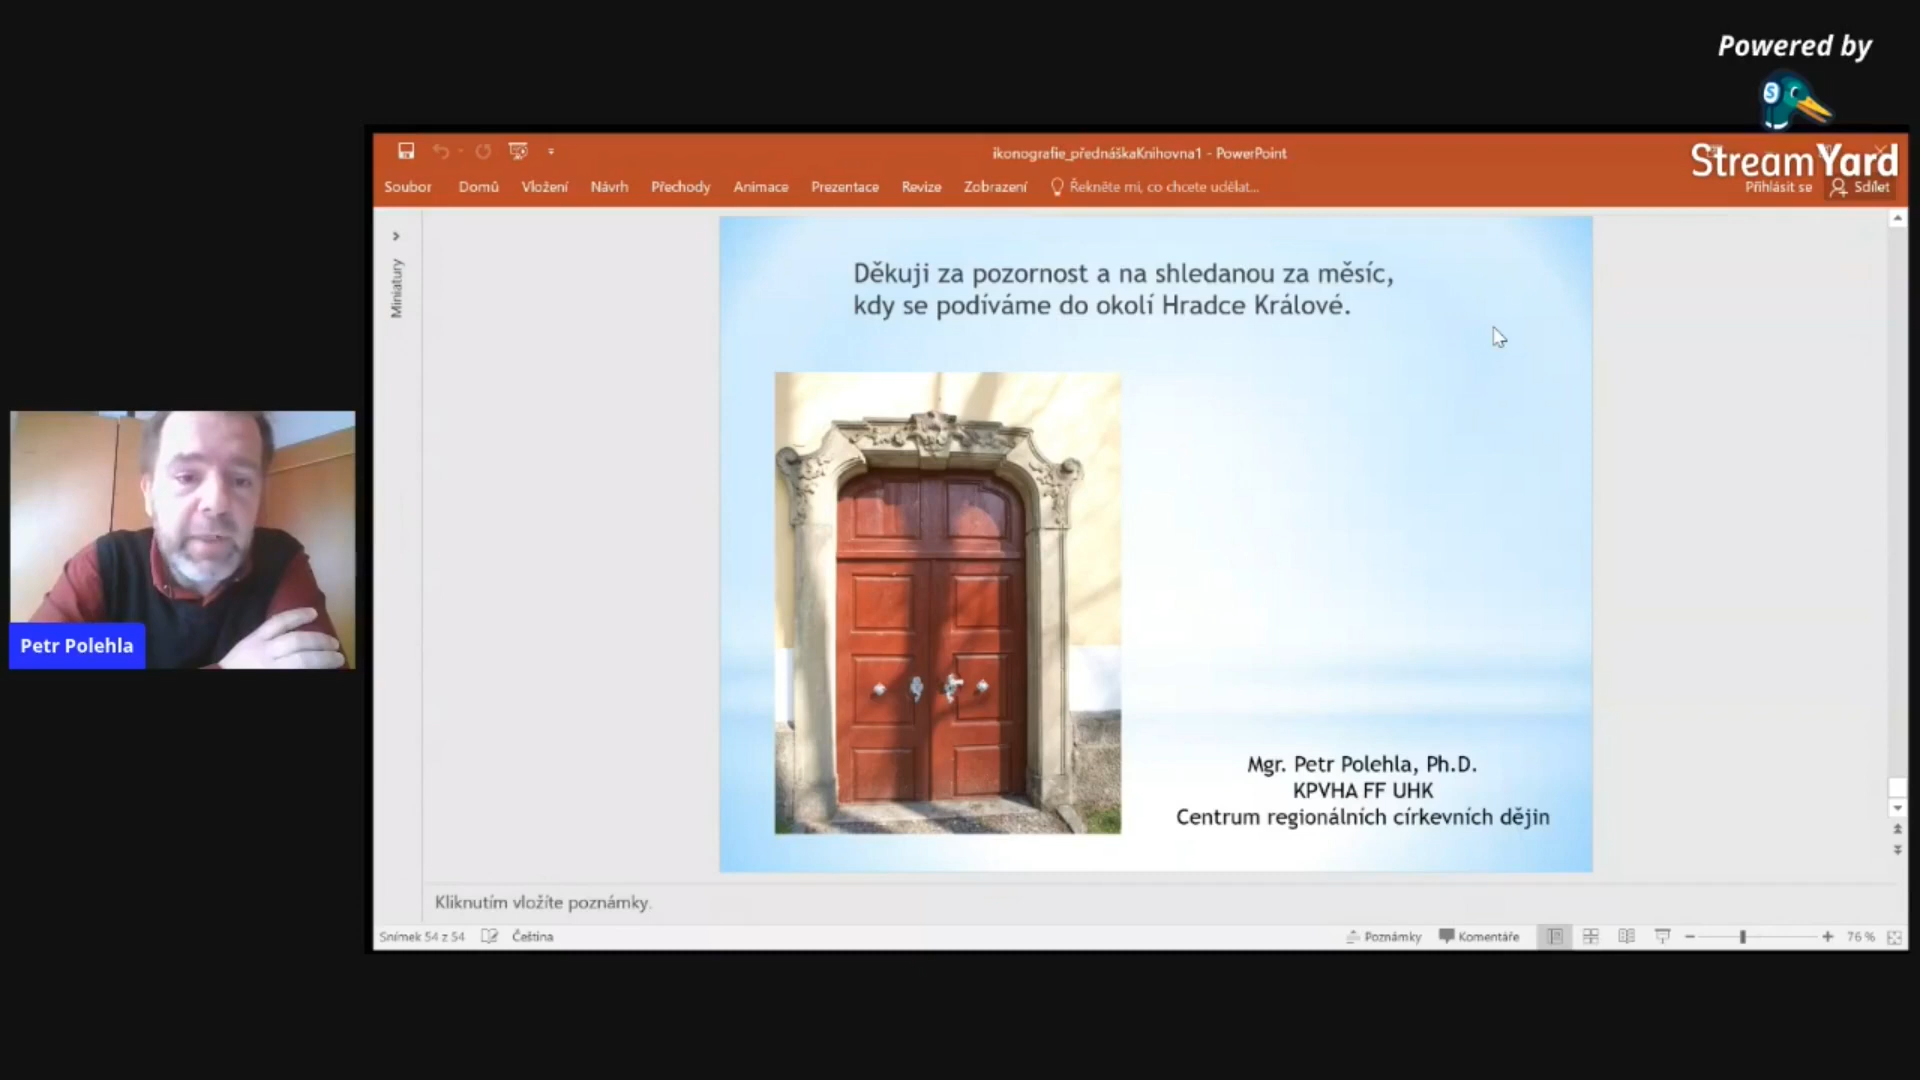 Powered by
StreamYard
ikonografie_přednáškaKnihovna1 - PowerPoint
Soubor Domů Vložení Návrh Přechody Animace Prezentace Revize Zobrazení Řekněte mi, co chcete udělat... Přihlásit se Sdílet
Miniatury
Děkuji za pozornost a na shledanou za měsíc,
kdy se podíváme do okolí Hradce Králové.
Petr Polehla
Mgr. Petr Polehla, Ph.D.
KPVHA FF UHK
Centrum regionálních církevních dějin
Kliknutím vložíte poznámky.
Snímek 54 z 54 Čeština Poznámky Komentáře 76 %